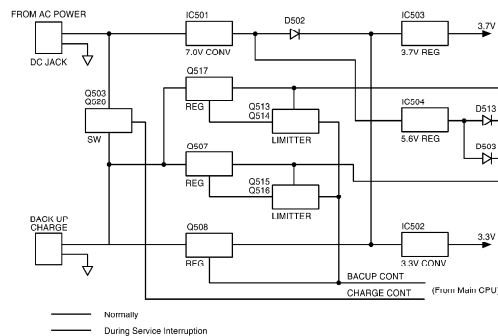 FROM AC POWER
DC JACK
IC501
7.0V CONV
D502
IC503
3.7V REG
3.7V
Q517
REG
Q503
Q526
SW
Q513
Q514
LIMITTER
IC504
5.6V REG
D513
D503
Q507
REG
Q515
Q516
LIMITTER
BACK UP
CHARGE
Q508
REG
IC502
3.3V CONV
3.3V
BACUP CONT
CHARGE CONT
(From Main CPU)
Normally
During Service Interruption